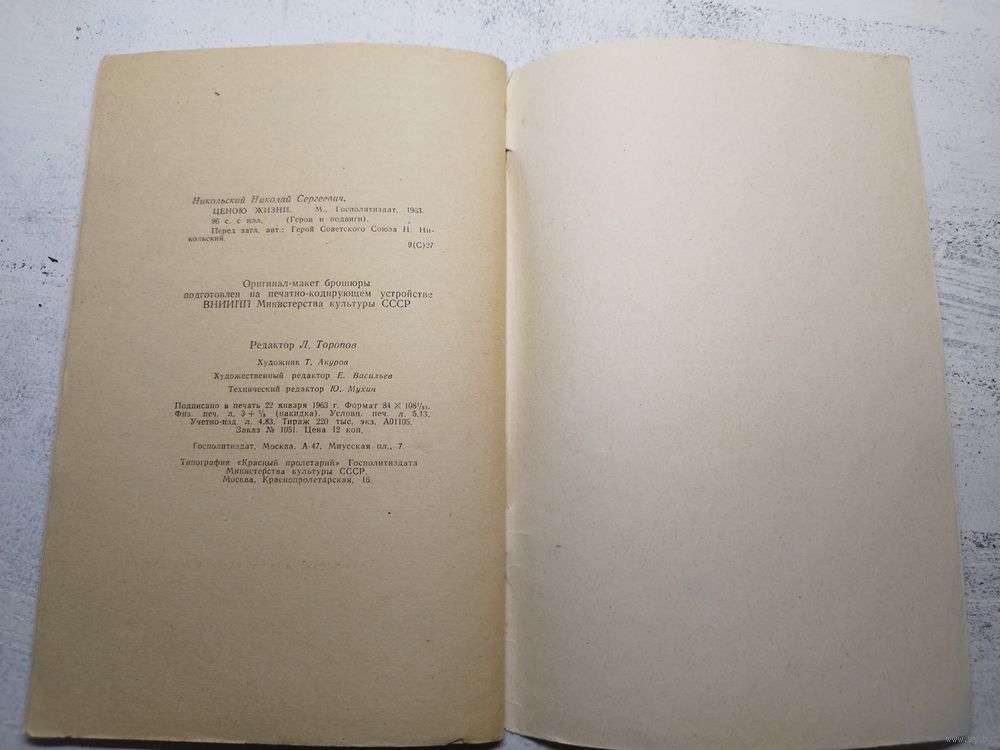 Никольский Николай Сергеевич.
ЦЕНОЮ ЖИЗНИ. М., Госполитиздат, 1963.
96 с. с илл. (Герои и подвиги).
Перед загл. авт.: Герой Советского Союза Н. Ни-
кольский.
9(С)27
Оригинал-макет брошюры
подготовлен на печатно-кодирующем устройстве
ВНИИПП Министерства культуры СССР
Редактор Л. Торопов
Художник Т. Акуров
Художественный редактор Е. Васильев
Технический редактор Ю. Мухин
Подписано в печать 22 января 1963 г. Формат 84 × 108¹/₃₂.
Физ. печ. л. 3 + ¹/₈ (накидка). Условн. печ. л. 5,13.
Учетно-изд. л. 4,83. Тираж 220 тыс. экз. А01105.
Заказ № 1051. Цена 12 коп.
Госполитиздат, Москва, А-47, Миусская пл., 7.
Типография «Красный пролетарий» Госполитиздата
Министерства культуры СССР.
Москва, Краснопролетарская, 16.